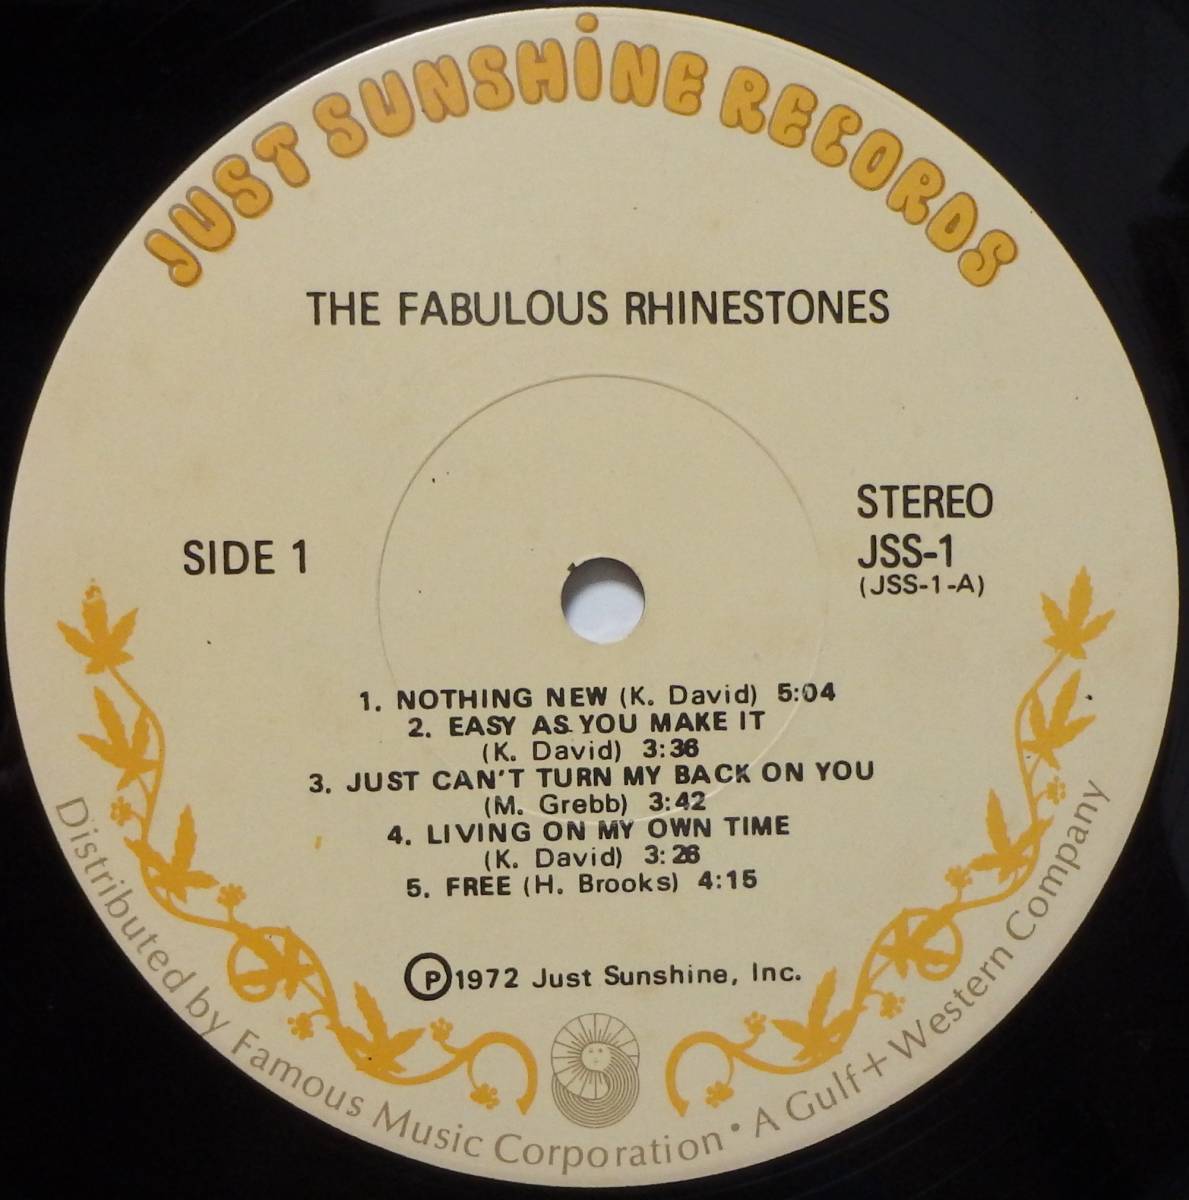 JUST SUNSHINE RECORDS
THE FABULOUS RHINESTONES
STEREO
JSS-1
(JSS-1-A)
SIDE 1
1. NOTHING NEW (K. David) 5:04
2. EASY AS YOU MAKE IT
(K. David) 3:36
3. JUST CAN'T TURN MY BACK ON YOU
(M. Grebb) 3:42
4. LIVING ON MY OWN TIME
(K. David) 3:26
5. FREE (H. Brooks) 4:15
Ⓟ1972 Just Sunshine, Inc.
Distributed by Famous Music Corporation • A Gulf+Western Company